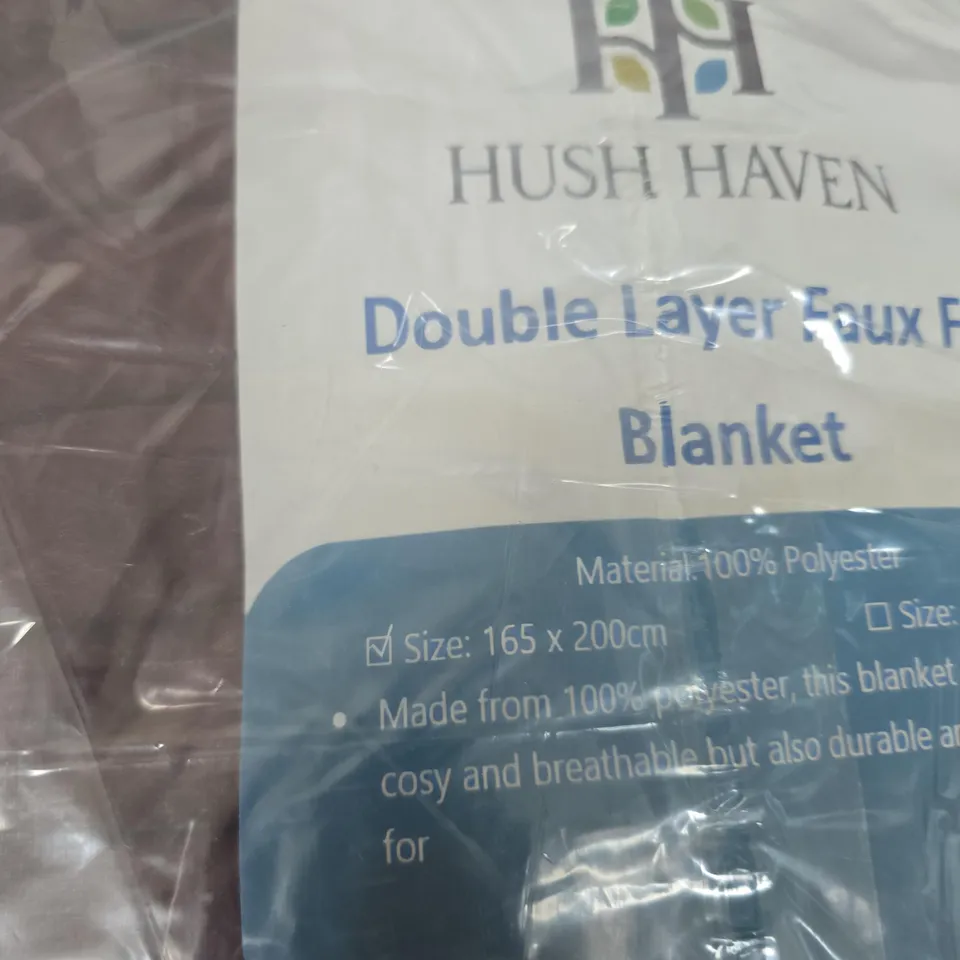 HUSH HAVEN
Double Layer Faux F
Blanket
Material:100% Polyester
☑ Size: 165 x 200cm ☐ Size:
• Made from 100% polyester, this blanket
cosy and breathable but also durable an
for